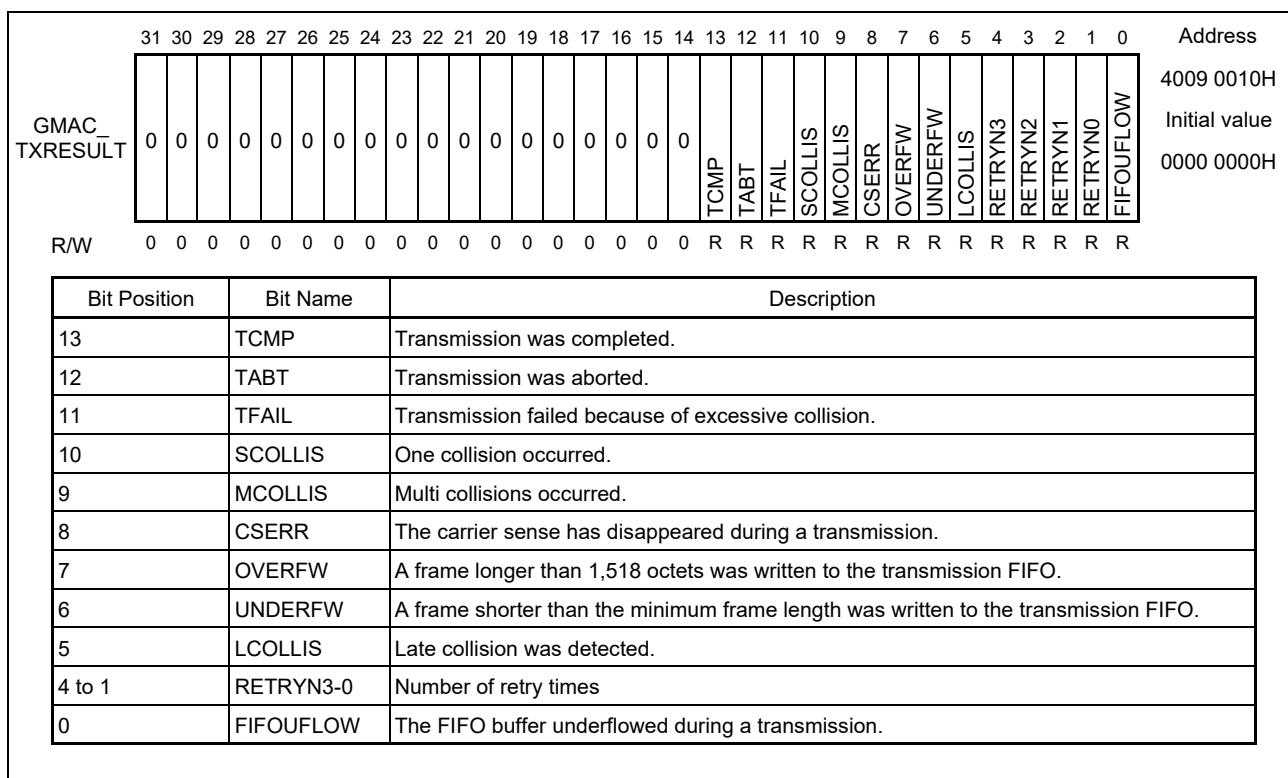 31 30 29 28 27 26 25 24 23 22 21 20 19 18 17 16 15 14 13 12 11 10 9 8 7 6 5 4 3 2 1 0 Address
4009 0010H
Initial value
0000 0000H
GMAC_
TXRESULT
0 0 0 0 0 0 0 0 0 0 0 0 0 0 0 0 0 0 TCMP TABT TFAIL SCOLLIS MCOLLIS CSERR OVERFW UNDERFW LCOLLIS RETRYN3 RETRYN2 RETRYN1 RETRYN0 FIFOUFLOW
R/W 0 0 0 0 0 0 0 0 0 0 0 0 0 0 0 0 0 0 R R R R R R R R R R R R R R
Bit Position Bit Name Description
13 TCMP Transmission was completed.
12 TABT Transmission was aborted.
11 TFAIL Transmission failed because of excessive collision.
10 SCOLLIS One collision occurred.
9 MCOLLIS Multi collisions occurred.
8 CSERR The carrier sense has disappeared during a transmission.
7 OVERFW A frame longer than 1,518 octets was written to the transmission FIFO.
6 UNDERFW A frame shorter than the minimum frame length was written to the transmission FIFO.
5 LCOLLIS Late collision was detected.
4 to 1 RETRYN3-0 Number of retry times
0 FIFOUFLOW The FIFO buffer underflowed during a transmission.